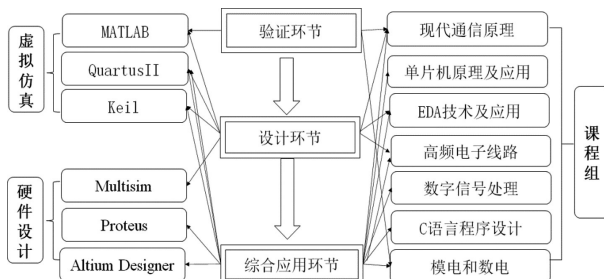 虚拟仿真
MATLAB
QuartusII
Keil
硬件设计
Multisim
Proteus
Altium Designer
验证环节
设计环节
综合应用环节
现代通信原理
单片机原理及应用
EDA技术及应用
高频电子线路
数字信号处理
C语言程序设计
模电和数电
课程组